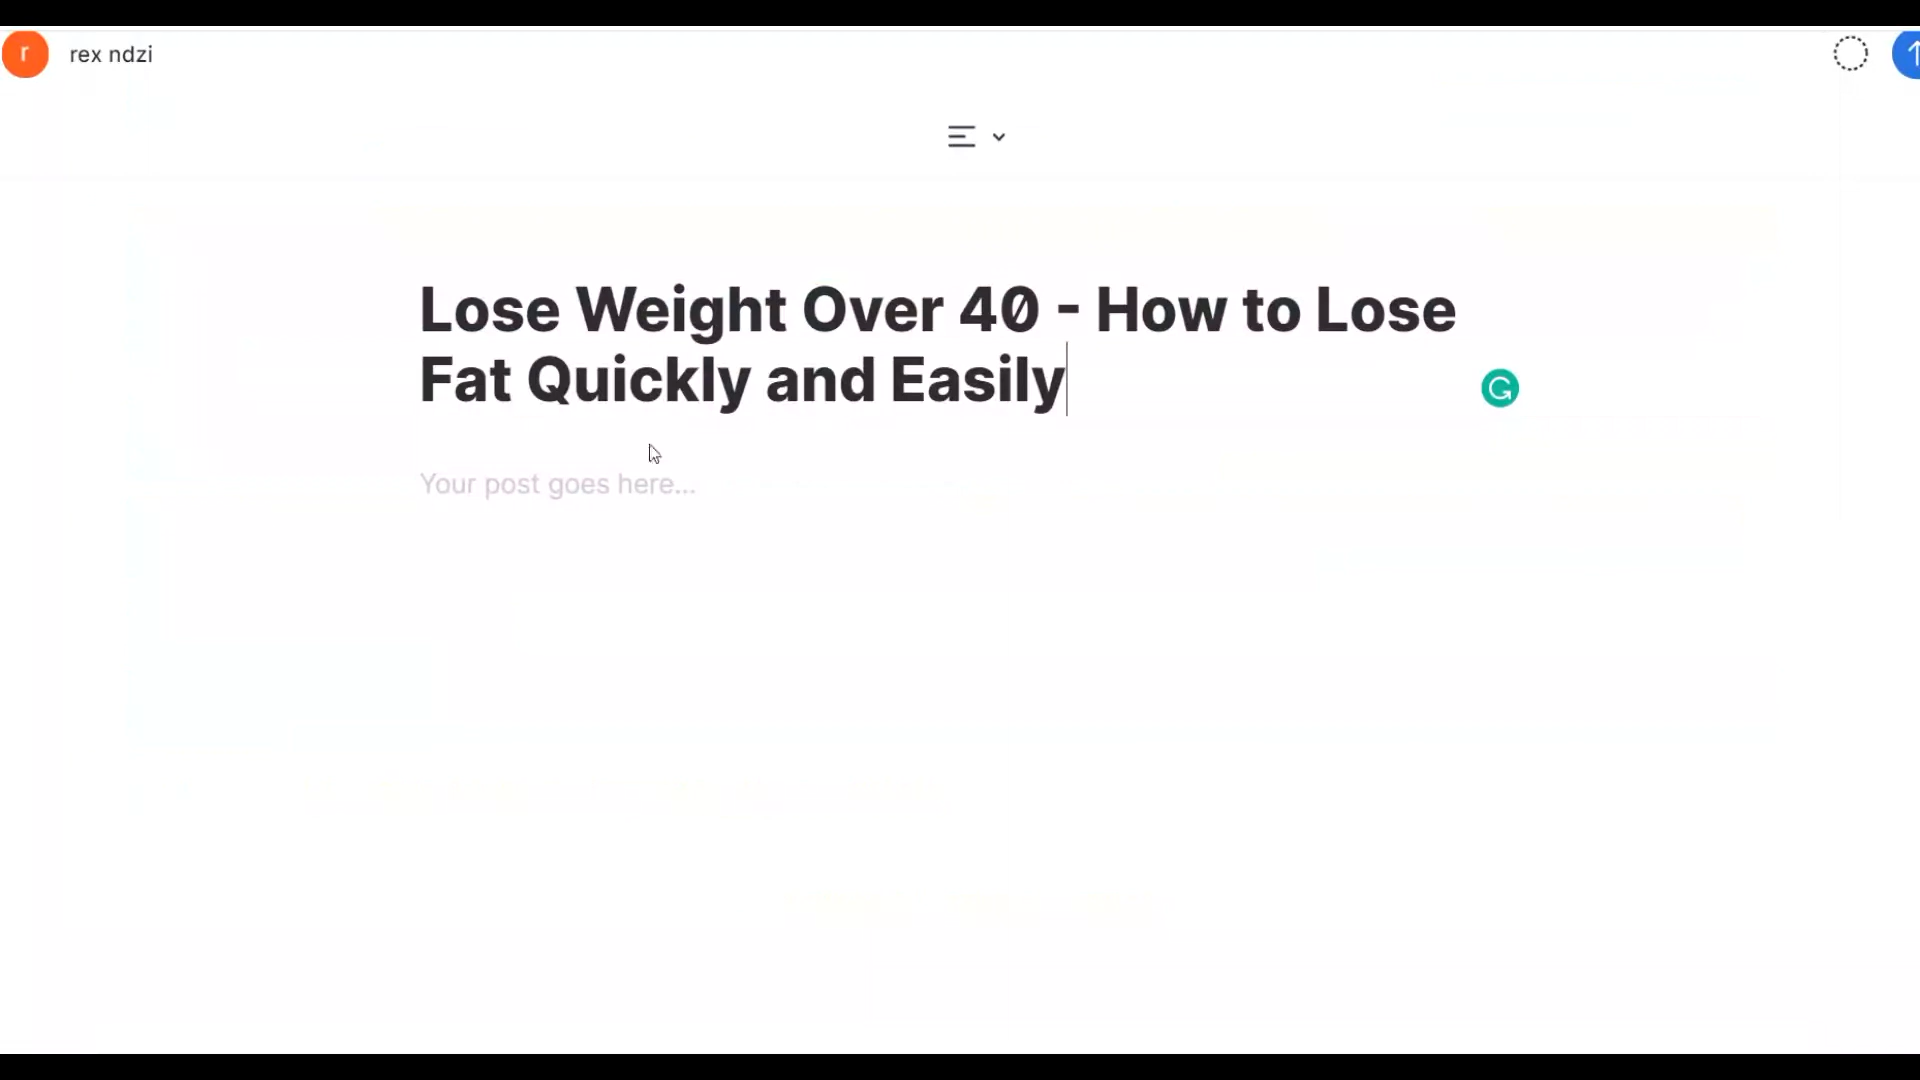 r
rex ndzi
Lose Weight Over 40 - How to Lose
Fat Quickly and Easily
Your post goes here...